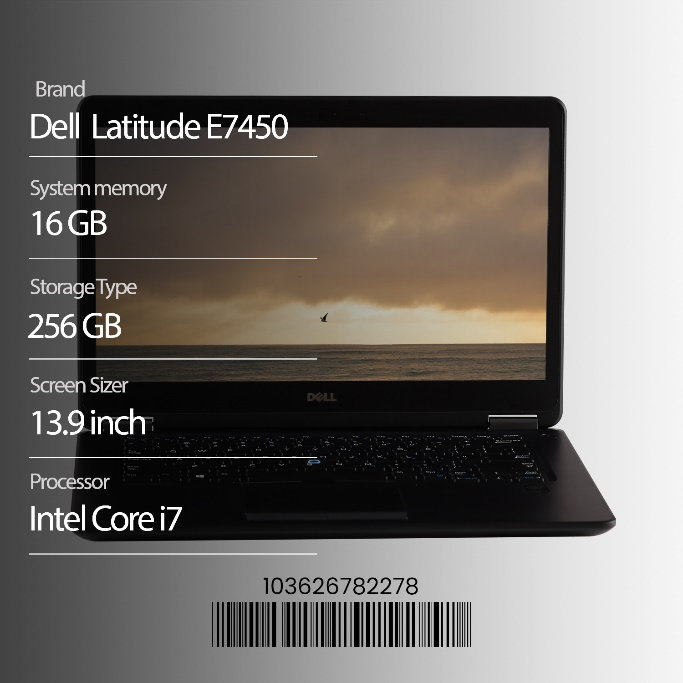 Brand
Dell Latitude E7450
System memory
16 GB
Storage Type
256 GB
Screen Sizer
13.9 inch
DELL
Processor
Intel Core i7
103626782278